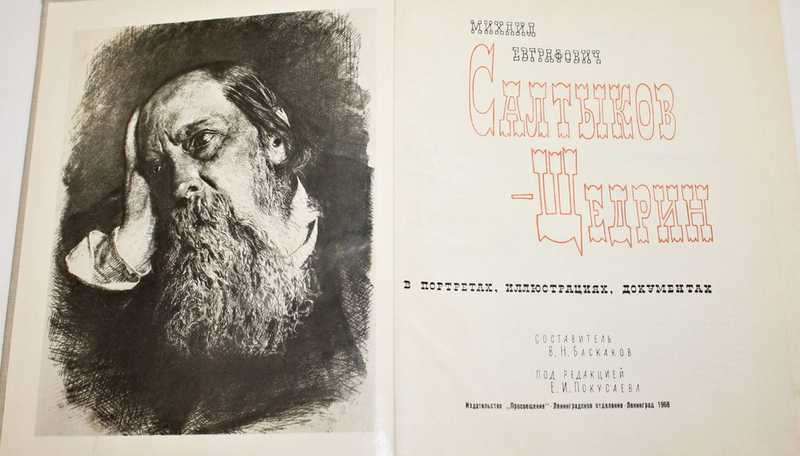 МИХАИЛ
ЕВГРАФОВИЧ
САЛТЫКОВ
-ЩЕДРИН
В ПОРТРЕТАХ, ИЛЛЮСТРАЦИЯХ, ДОКУМЕНТАХ
СОСТАВИТЕЛЬ
В. Н. БАСКАКОВ
ПОД РЕДАКЦИЕЙ
Е. И. ПОКУСАЕВА
Издательство „Просвещение“ · Ленинградское отделение · Ленинград 1968